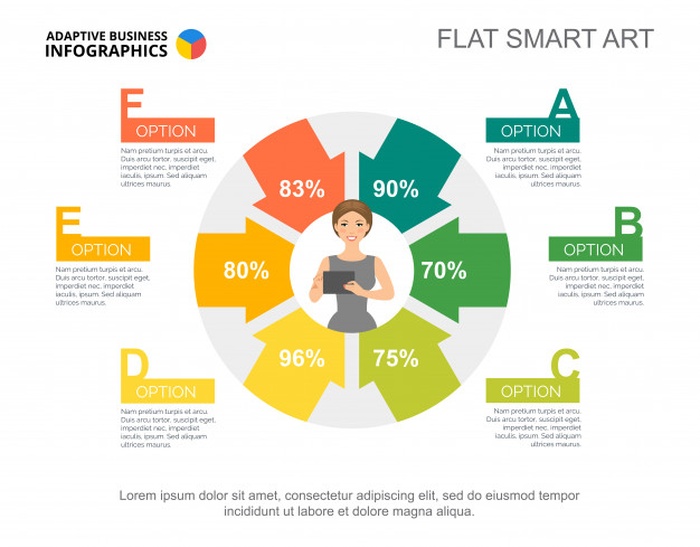 ADAPTIVE BUSINESS
INFOGRAPHICS
FLAT SMART ART
F
OPTION
Nam pretium turpis et arcu.
Duis arcu tortor, suscipit eget,
imperdiet nec, imperdiet
iaculis, ipsum. Sed aliquam
ultrices mauris.
A
OPTION
Nam pretium turpis et arcu.
Duis arcu tortor, suscipit eget,
imperdiet nec, imperdiet
iaculis, ipsum. Sed aliquam
ultrices mauris.
83%
90%
E
OPTION
Nam pretium turpis et arcu.
Duis arcu tortor, suscipit eget,
imperdiet nec, imperdiet
iaculis, ipsum. Sed aliquam
ultrices mauris.
B
OPTION
Nam pretium turpis et arcu.
Duis arcu tortor, suscipit eget,
imperdiet nec, imperdiet
iaculis, ipsum. Sed aliquam
ultrices mauris.
80%
70%
D
OPTION
Nam pretium turpis et arcu.
Duis arcu tortor, suscipit eget,
imperdiet nec, imperdiet
iaculis, ipsum. Sed aliquam
ultrices mauris.
C
OPTION
Nam pretium turpis et arcu.
Duis arcu tortor, suscipit eget,
imperdiet nec, imperdiet
iaculis, ipsum. Sed aliquam
ultrices mauris.
96%
75%
Lorem ipsum dolor sit amet, consectetur adipiscing elit, sed do eiusmod tempor
incididunt ut labore et dolore magna aliqua.